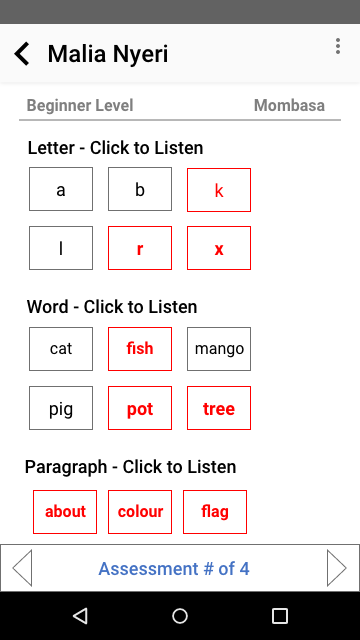 Malia Nyeri
Beginner Level Mombasa
Letter - Click to Listen
a b k
l r x
Word - Click to Listen
cat fish mango
pig pot tree
Paragraph - Click to Listen
about colour flag
Assessment # of 4